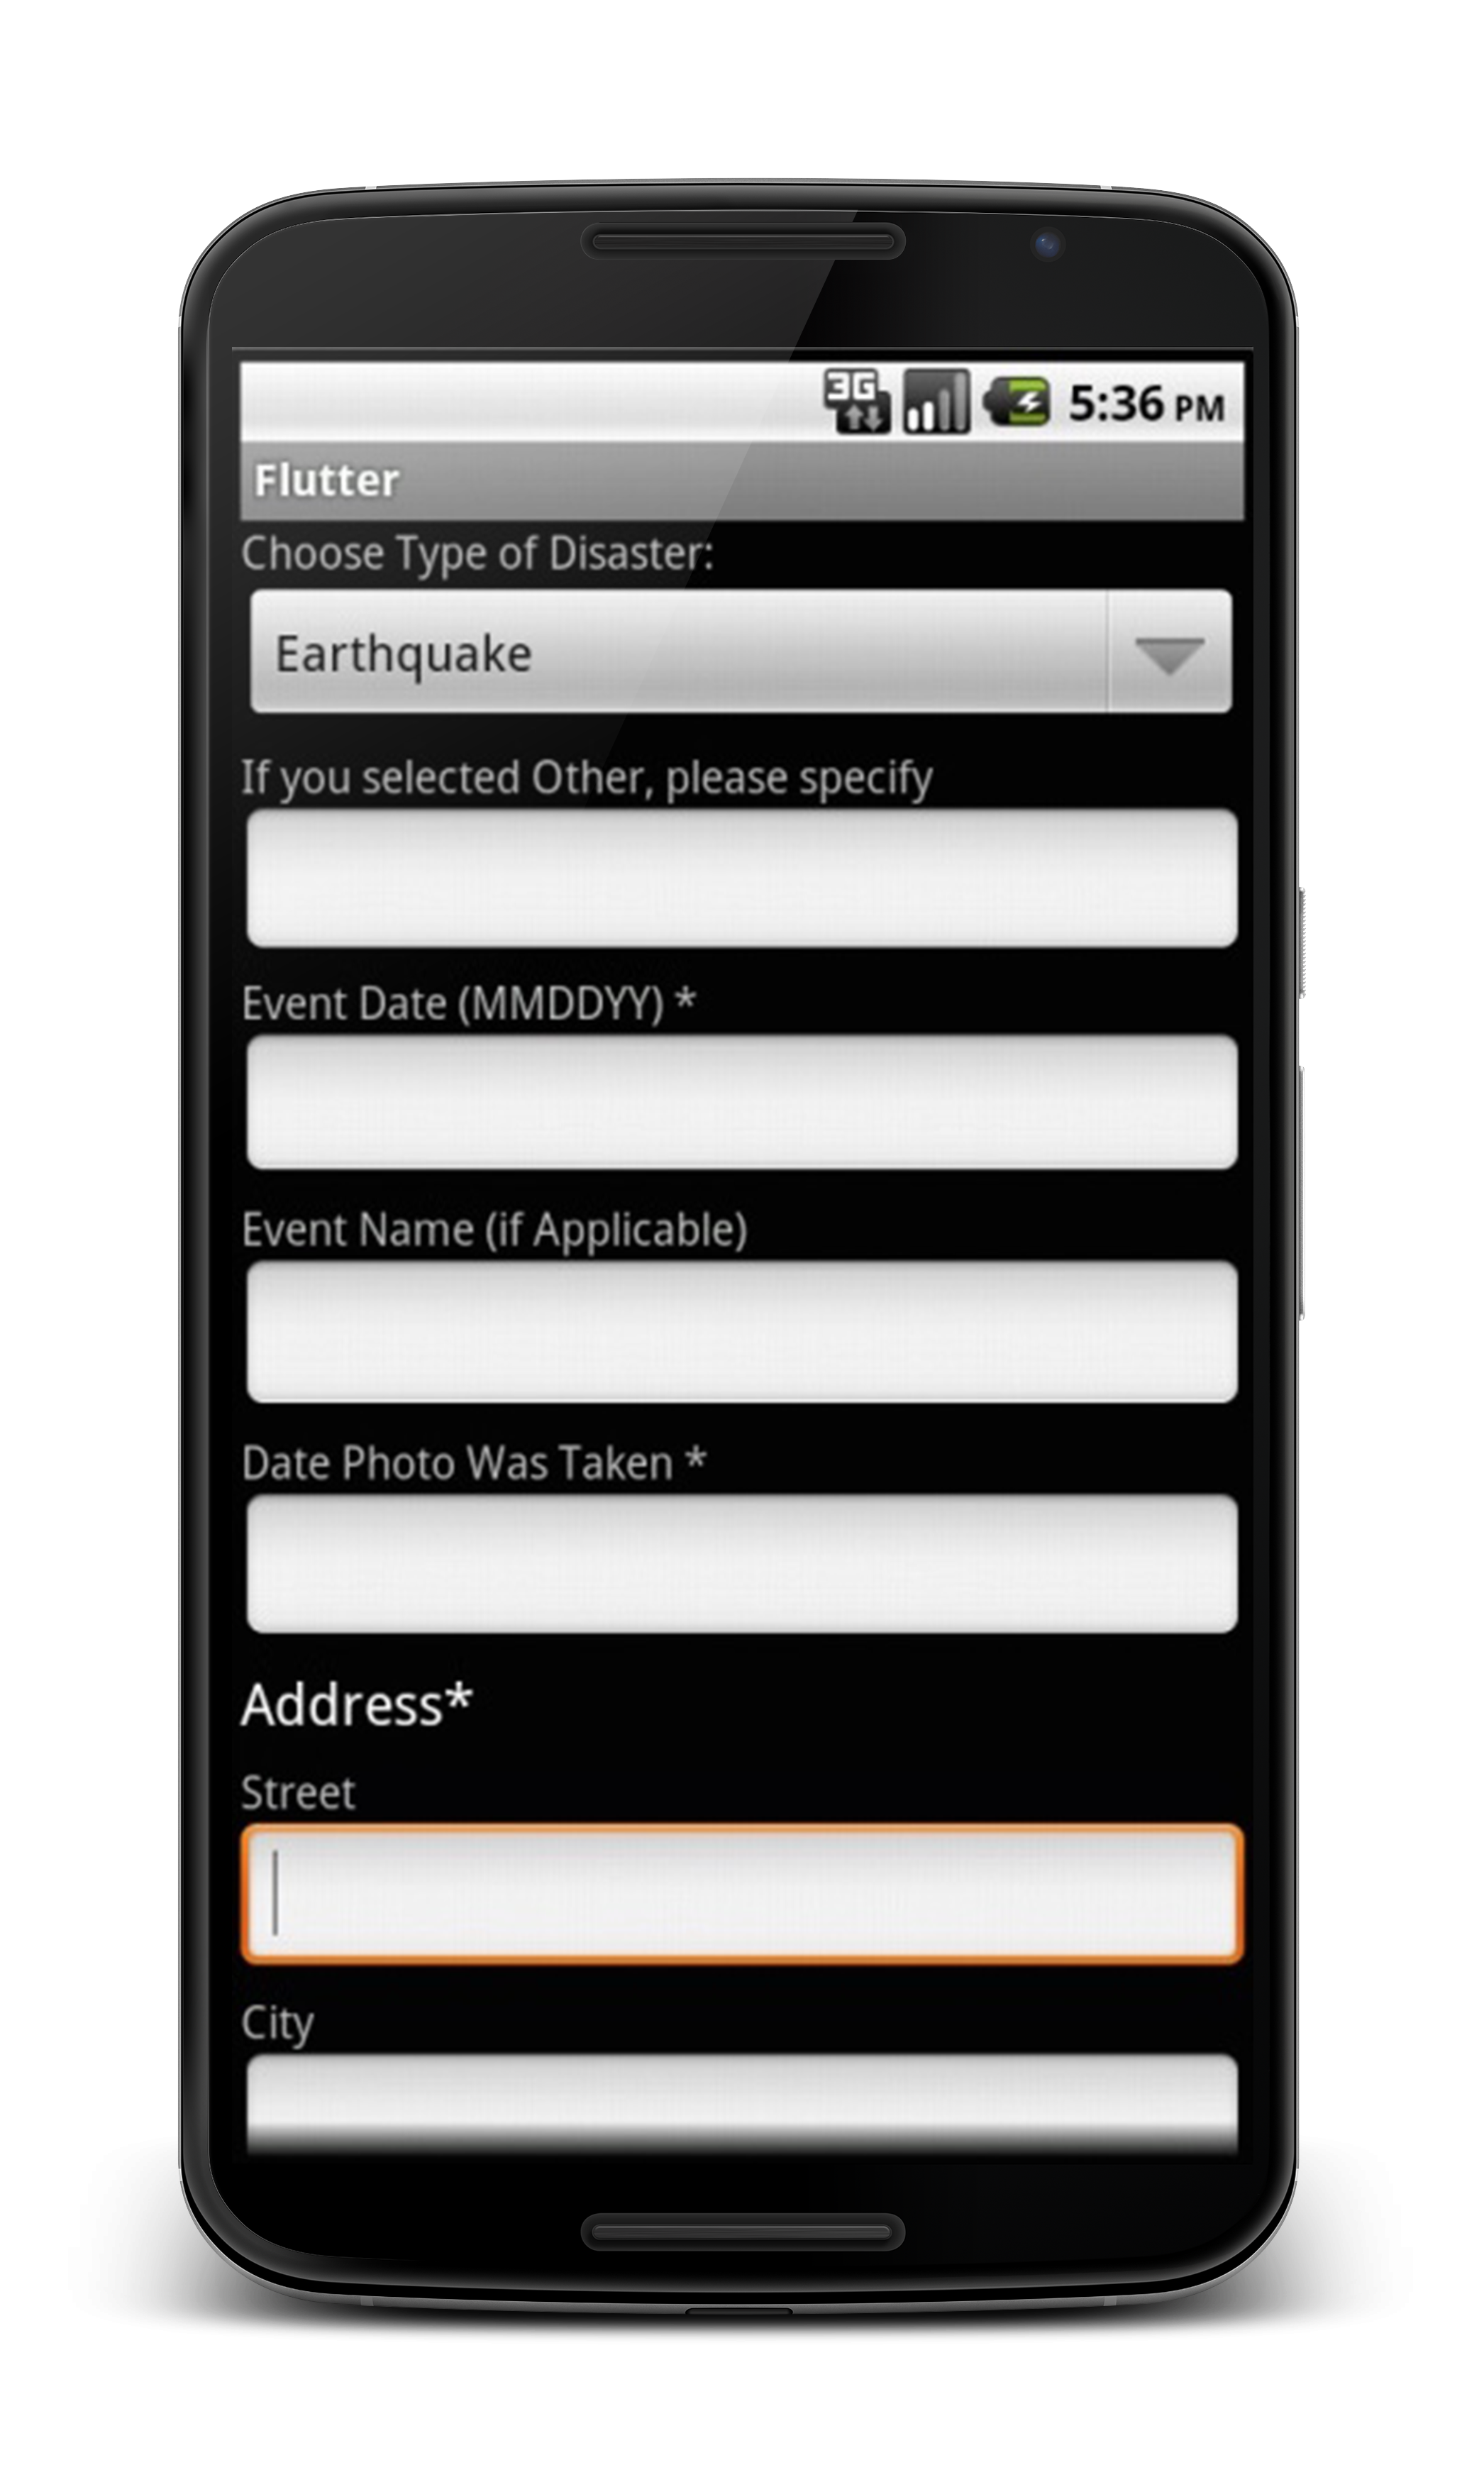 3G 5:36 PM
Flutter
Choose Type of Disaster:
Earthquake
If you selected Other, please specify
Event Date (MMDDYY) *
Event Name (if Applicable)
Date Photo Was Taken *
Address*
Street
City